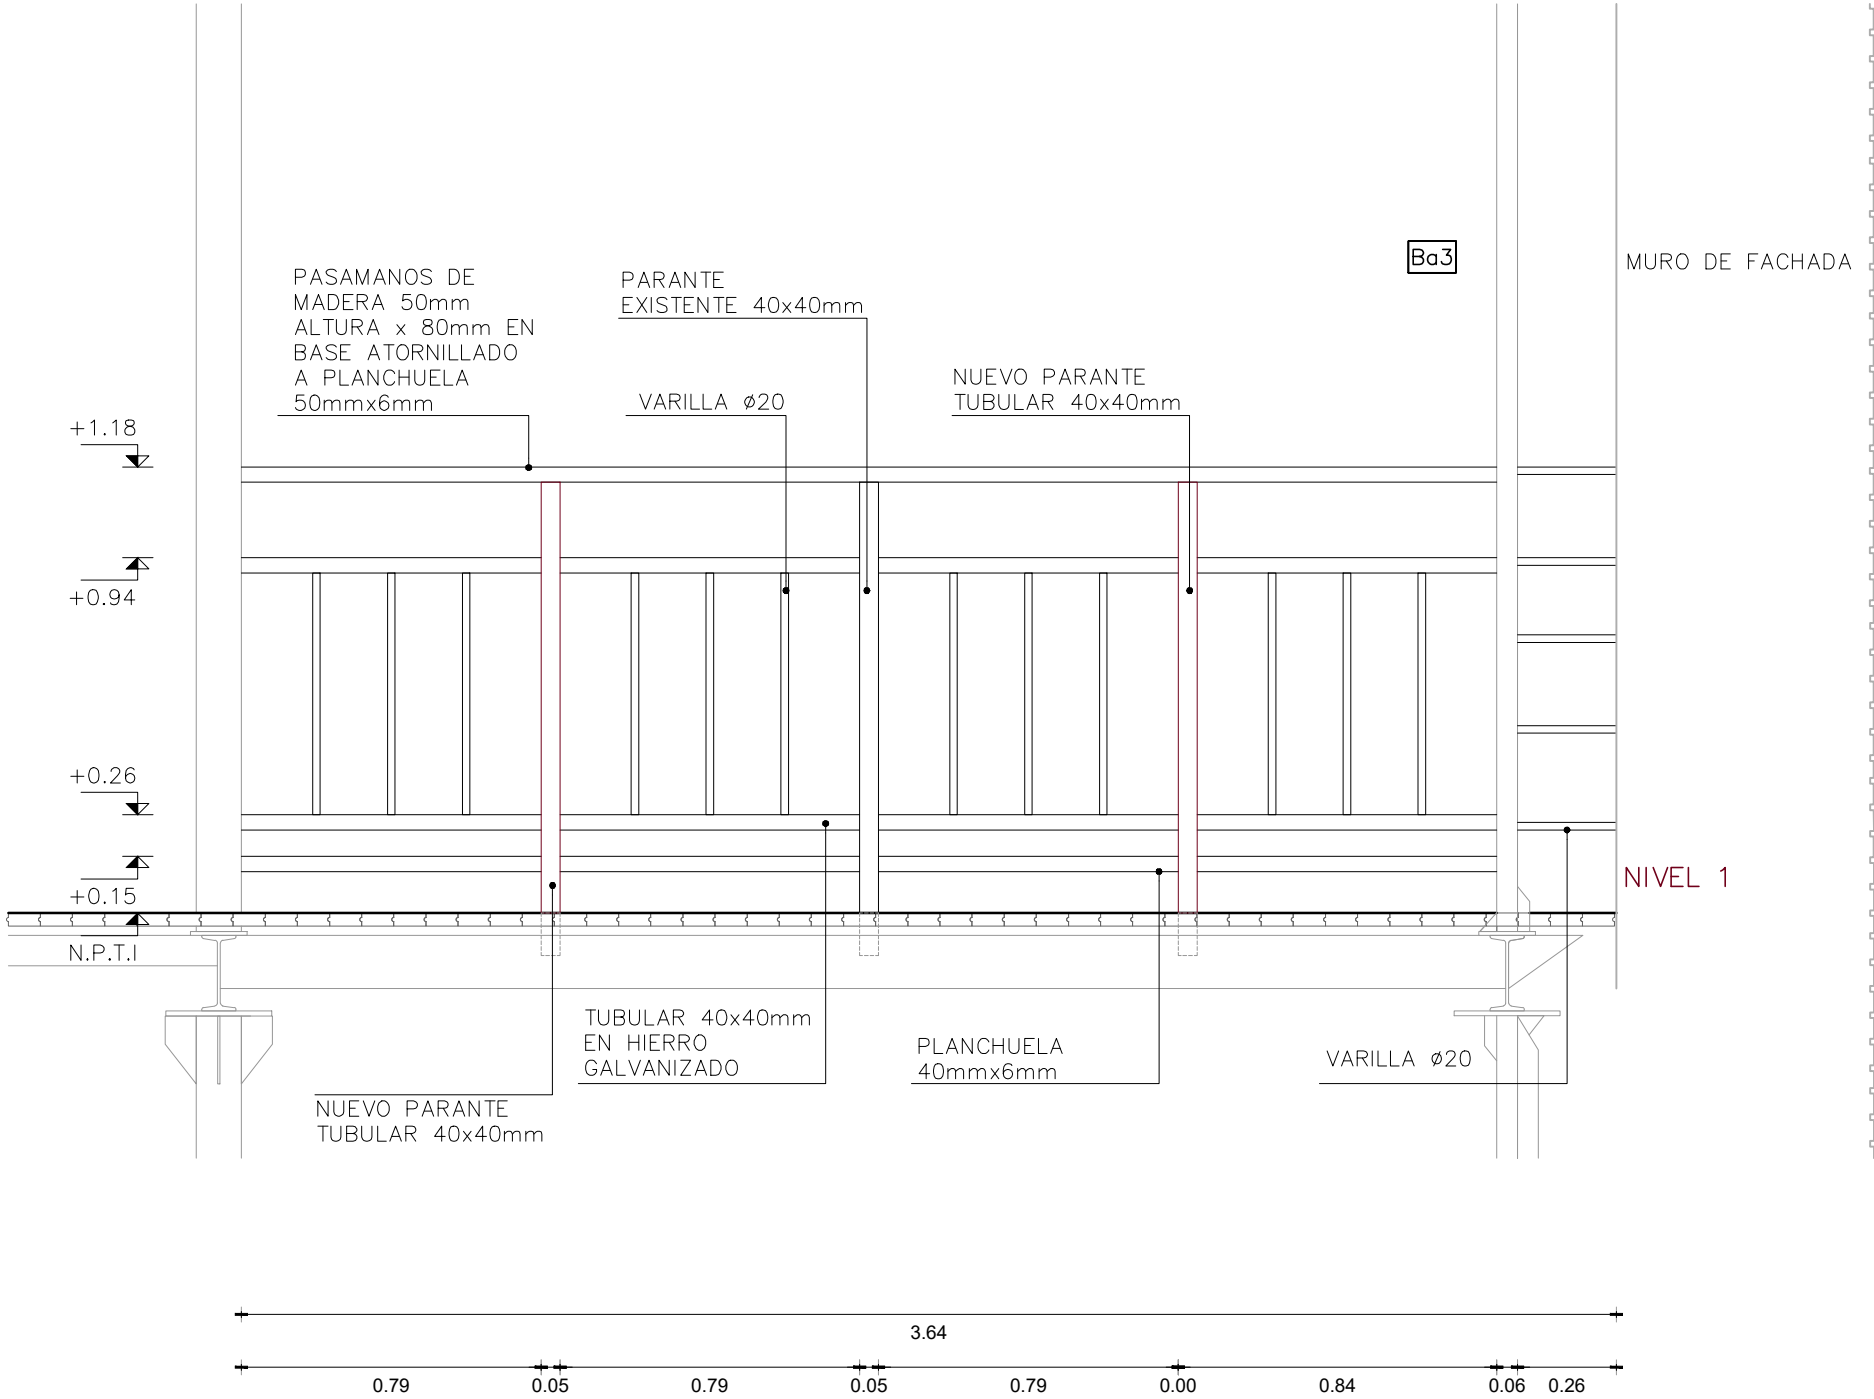 Ba3
MURO DE FACHADA
PASAMANOS DE
MADERA 50mm
ALTURA x 80mm EN
BASE ATORNILLADO
A PLANCHUELA
50mmx6mm
PARANTE
EXISTENTE 40x40mm
VARILLA ø20
NUEVO PARANTE
TUBULAR 40x40mm
+1.18
+0.94
+0.26
+0.15
N.P.T.I
NIVEL 1
TUBULAR 40x40mm
EN HIERRO
GALVANIZADO
PLANCHUELA
40mmx6mm
VARILLA ø20
NUEVO PARANTE
TUBULAR 40x40mm
3.64
0.79 0.05 0.79 0.05 0.79 0.00 0.84 0.06 0.26